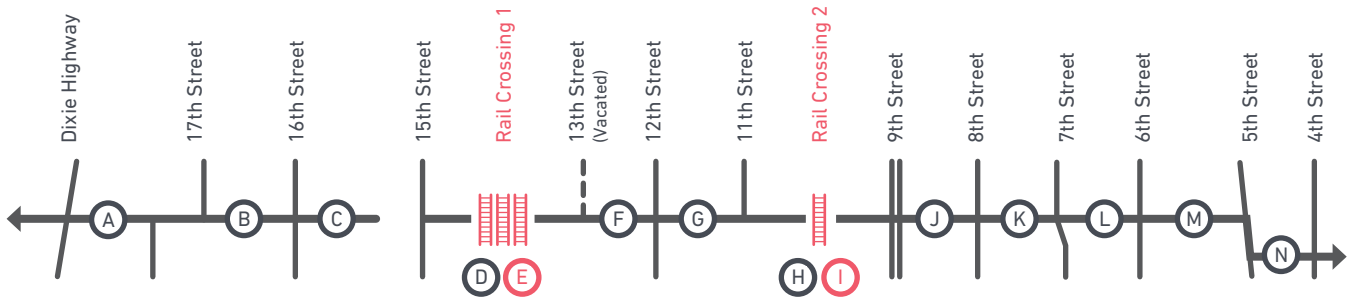 Dixie Highway
17th Street
16th Street
15th Street
Rail Crossing 1
13th Street
(Vacated)
12th Street
11th Street
Rail Crossing 2
9th Street
8th Street
7th Street
6th Street
5th Street
4th Street
A
B
C
D
E
F
G
H
I
J
K
L
M
N